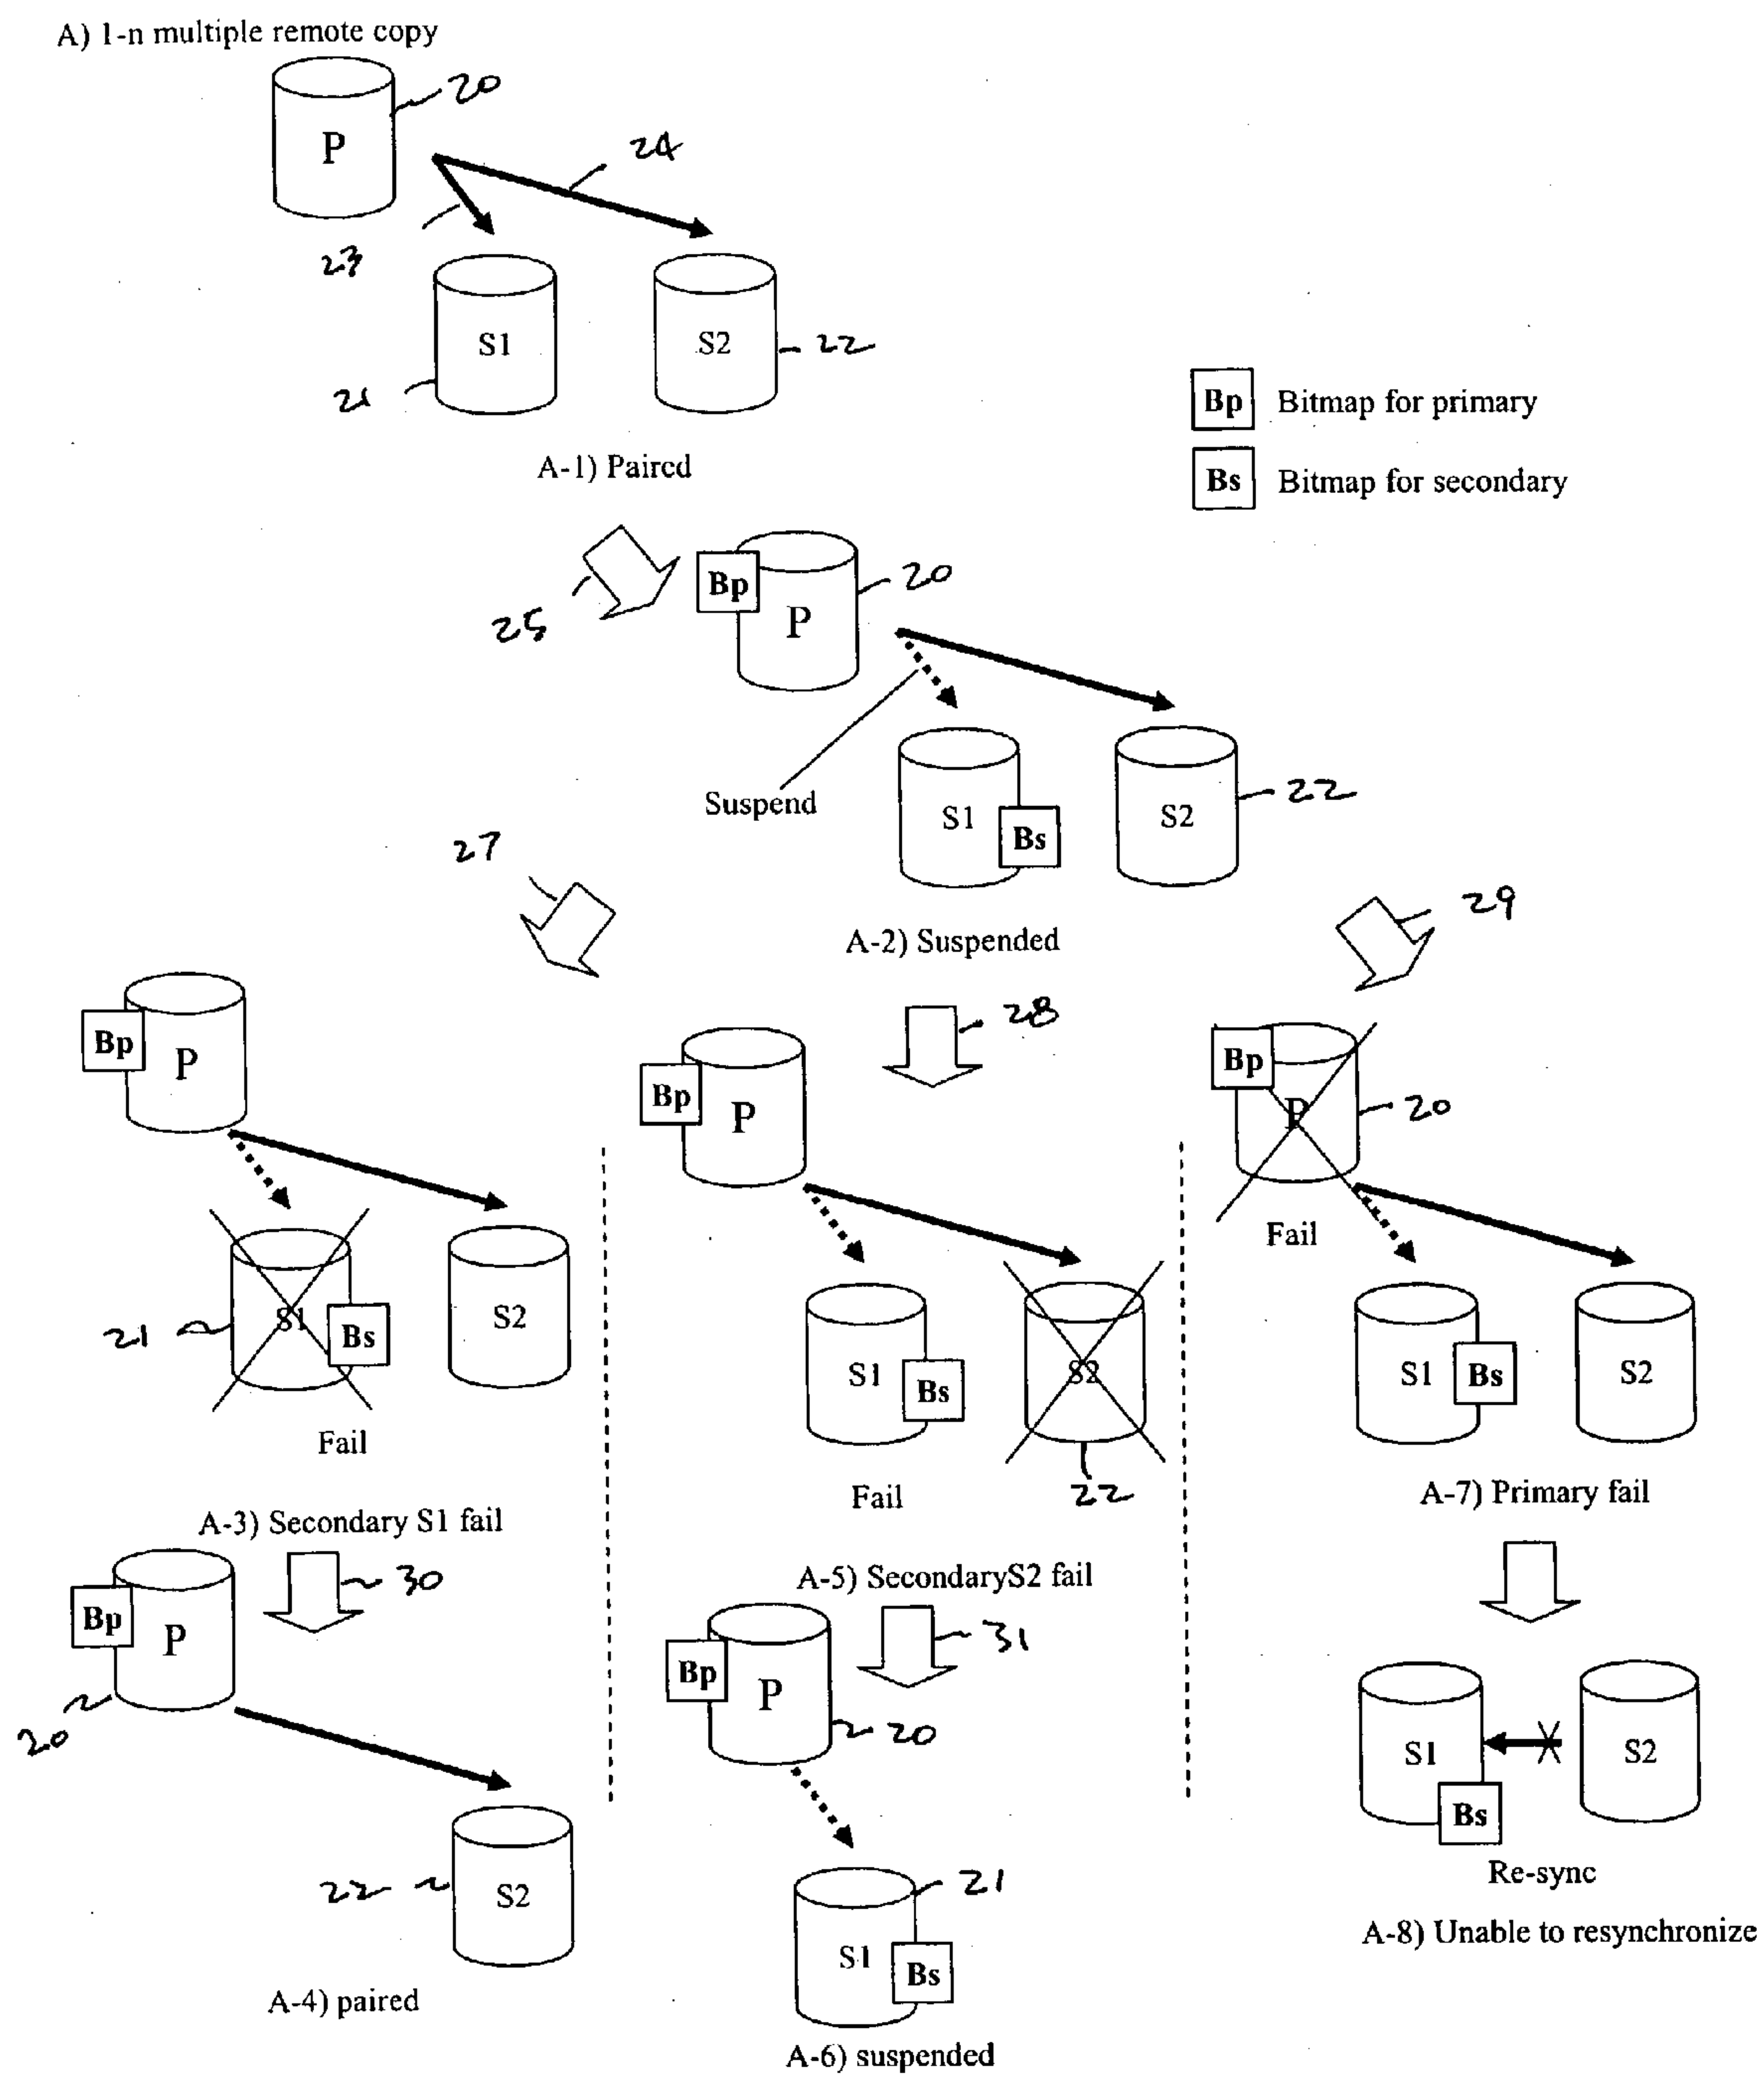 A) 1-n multiple remote copy
20
P
24
23
S1
S2
22
21
A-1) Paired
Bp Bitmap for primary
Bs Bitmap for secondary
25
Bp
P
20
Suspend
S1
Bs
S2
22
A-2) Suspended
27
28
29
Bp
P
21
S1
Bs
S2
Fail
A-3) Secondary S1 fail
Bp
P
S1
Bs
S2
22
Fail
A-5) SecondaryS2 fail
Bp
P
20
Fail
S1
Bs
S2
A-7) Primary fail
30
Bp
P
20
22
S2
A-4) paired
31
Bp
P
20
21
S1
Bs
A-6) suspended
S1
Bs
S2
Re-sync
A-8) Unable to resynchronize